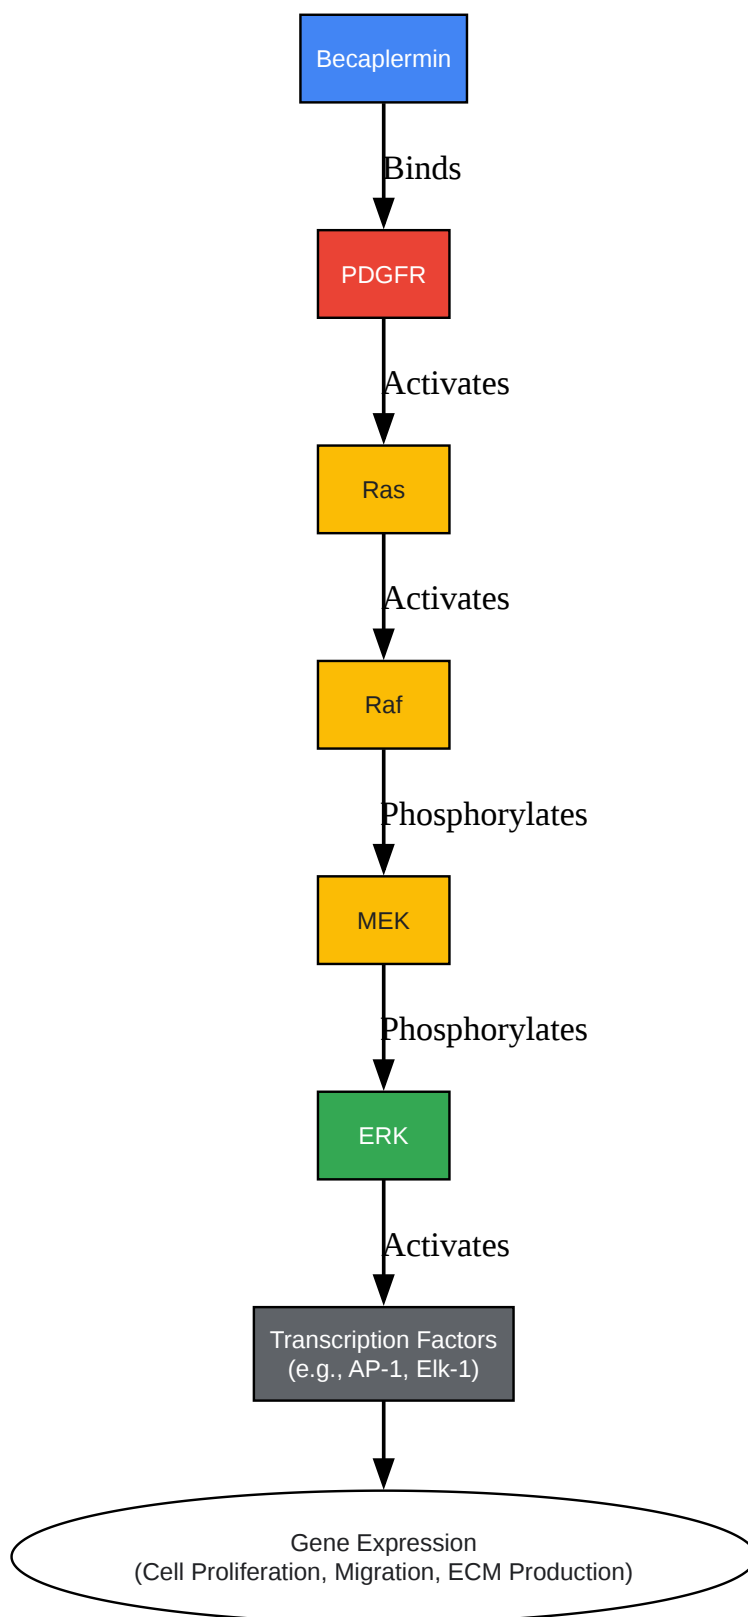 Becaplermin
Binds
PDGFR
Activates
Ras
Activates
Raf
Phosphorylates
MEK
Phosphorylates
ERK
Activates
Transcription Factors
(e.g., AP-1, Elk-1)
Gene Expression
(Cell Proliferation, Migration, ECM Production)